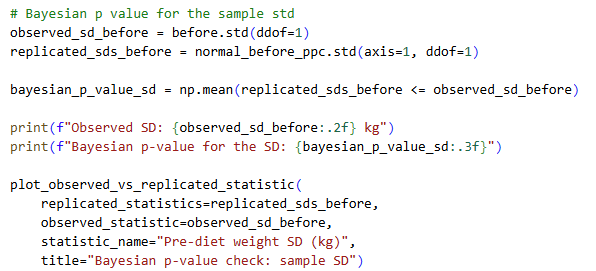 # Bayesian p value for the sample std
observed_sd_before = before.std(ddof=1)
replicated_sds_before = normal_before_ppc.std(axis=1, ddof=1)

bayesian_p_value_sd = np.mean(replicated_sds_before <= observed_sd_before)

print(f"Observed SD: {observed_sd_before:.2f} kg")
print(f"Bayesian p-value for the SD: {bayesian_p_value_sd:.3f}")

plot_observed_vs_replicated_statistic(
    replicated_statistics=replicated_sds_before,
    observed_statistic=observed_sd_before,
    statistic_name="Pre-diet weight SD (kg)",
    title="Bayesian p-value check: sample SD")